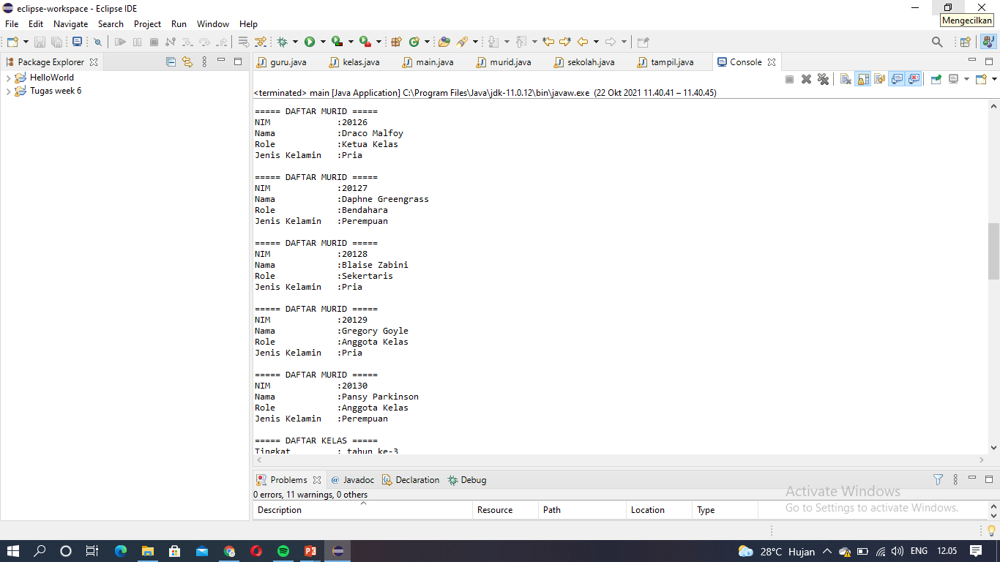 eclipse-workspace - Eclipse IDE
Mengecilkan
File Edit Navigate Search Project Run Window Help
Package Explorer
guru.java kelas.java main.java murid.java sekolah.java tampil.java Console
HelloWorld
Tugas week 6
<terminated> main [Java Application] C:\Program Files\Java\jdk-11.0.12\bin\javaw.exe (22 Okt 2021 11.40.41 – 11.40.45)
===== DAFTAR MURID =====
NIM :20126
Nama :Draco Malfoy
Role :Ketua Kelas
Jenis Kelamin :Pria
===== DAFTAR MURID =====
NIM :20127
Nama :Daphne Greengrass
Role :Bendahara
Jenis Kelamin :Perempuan
===== DAFTAR MURID =====
NIM :20128
Nama :Blaise Zabini
Role :Sekertaris
Jenis Kelamin :Pria
===== DAFTAR MURID =====
NIM :20129
Nama :Gregory Goyle
Role :Anggota Kelas
Jenis Kelamin :Pria
===== DAFTAR MURID =====
NIM :20130
Nama :Pansy Parkinson
Role :Anggota Kelas
Jenis Kelamin :Perempuan
===== DAFTAR KELAS =====
Tingkat : tahun ke-3
Problems @ Javadoc Declaration Debug
0 errors, 11 warnings, 0 others
Description Resource Path Location Type
Activate Windows
Go to Settings to activate Windows.
28°C Hujan ENG 12.05